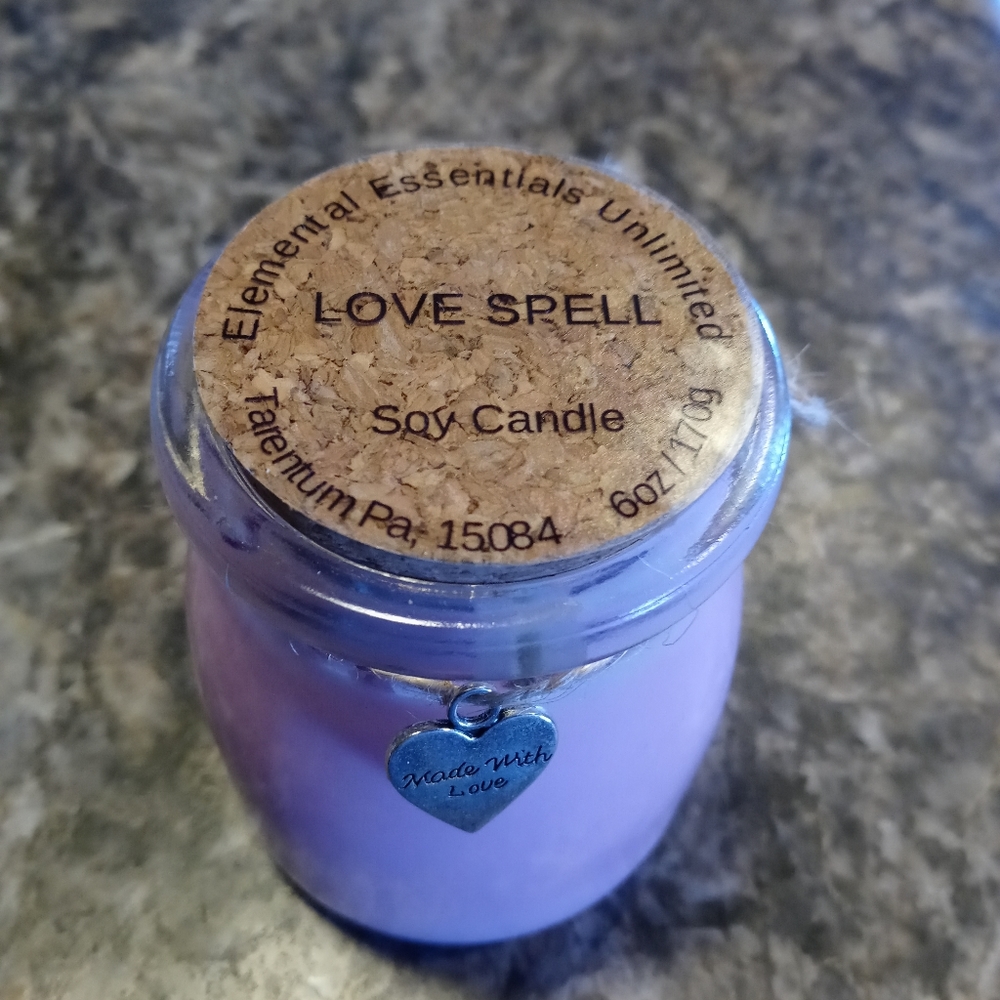 Elemental Essentials Unlimited
LOVE SPELL
Soy Candle
Tarentum Pa, 15084
6oz / 170g
Made With
Love